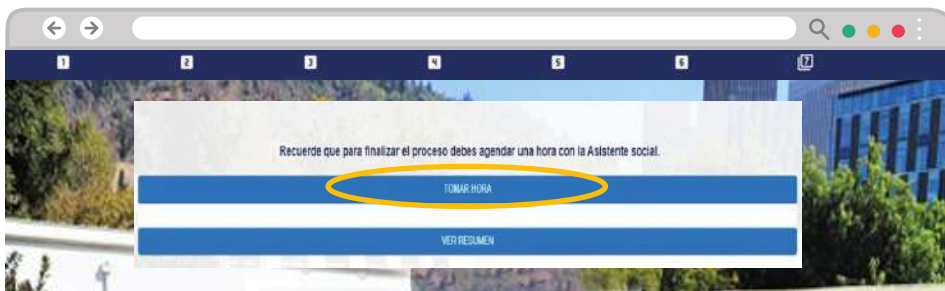 1 2 3 4 5 6 7
Recuerde que para finalizar el proceso debes agendar una hora con la Asistente social.
TOMAR HORA
VER RESUMEN